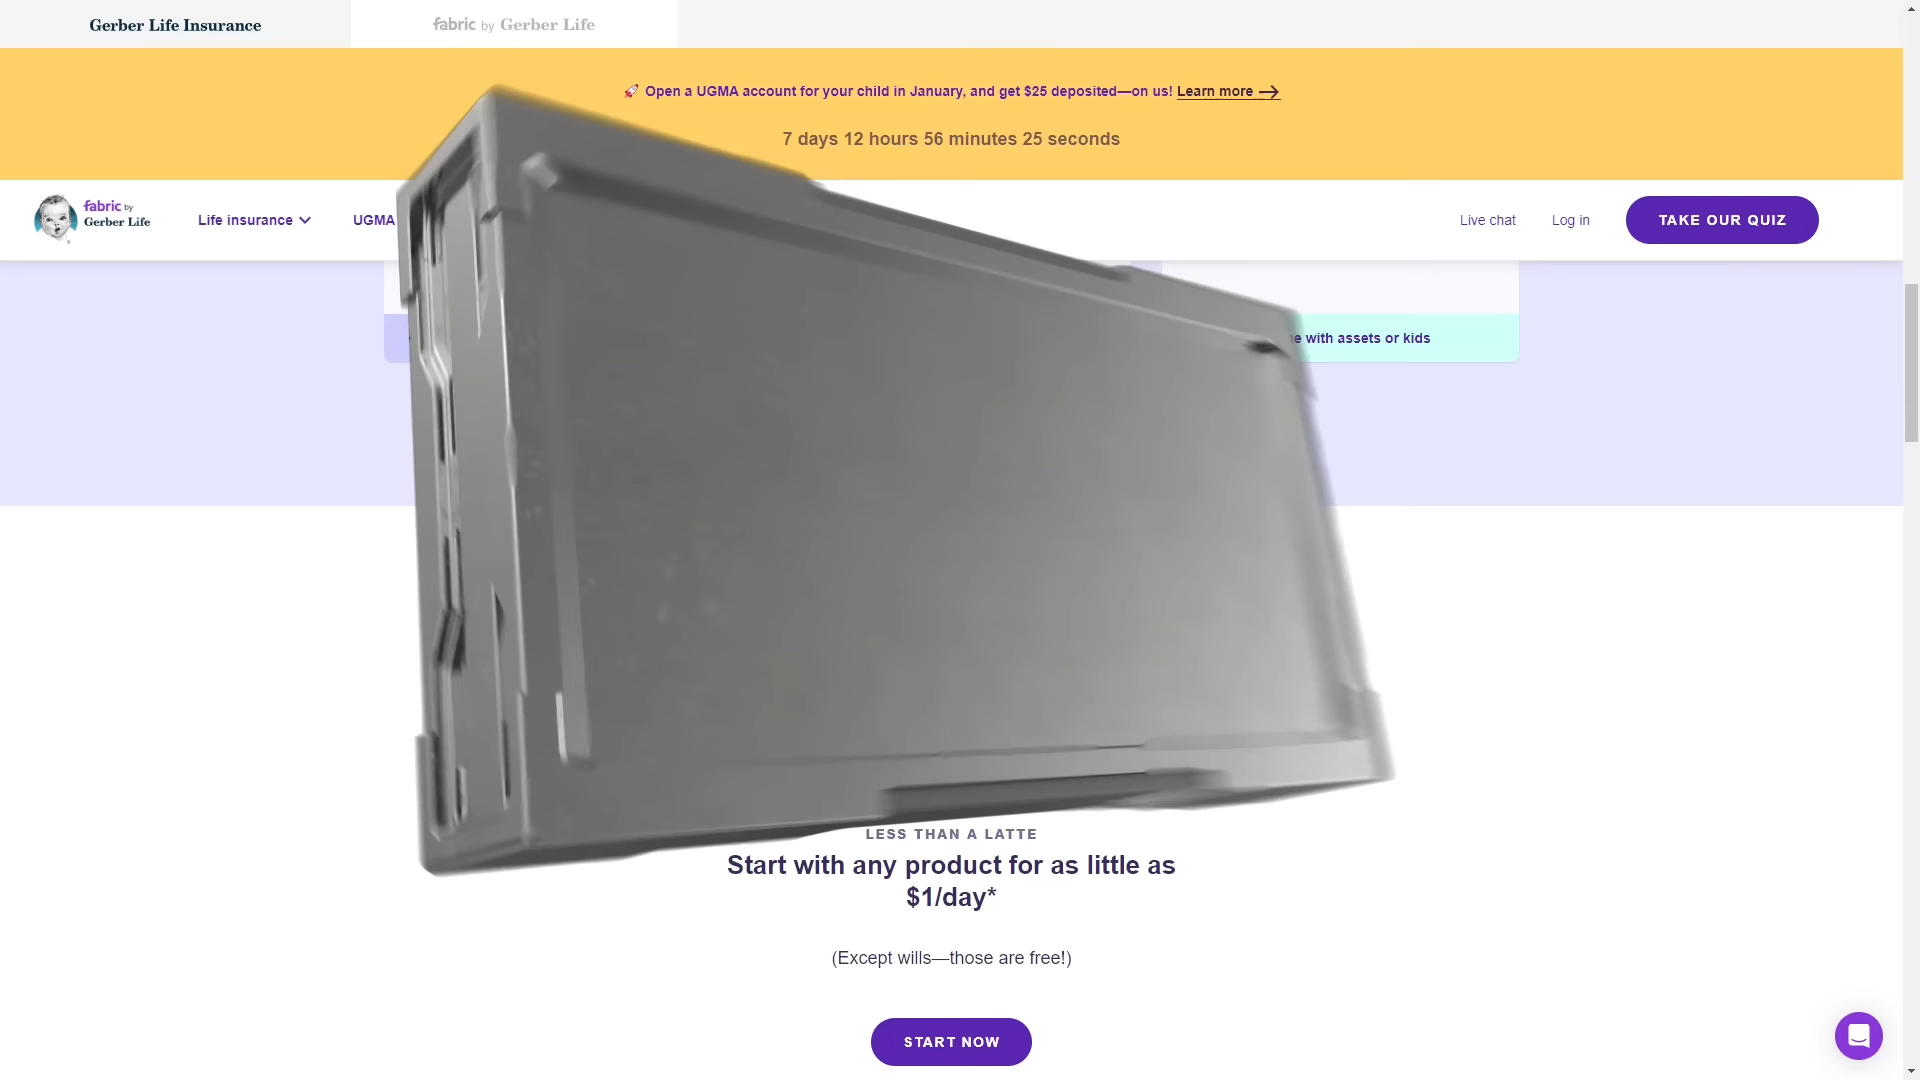 Gerber Life Insurance
fabric by Gerber Life
🚀 Open a UGMA account for your child in January, and get $25 deposited—on us! Learn more →
7 days 12 hours 56 minutes 25 seconds
fabric by
Gerber Life
Life insurance
UGMA
Live chat
Log in
TAKE OUR QUIZ
with assets or kids
LESS THAN A LATTE
Start with any product for as little as
$1/day*
(Except wills—those are free!)
START NOW